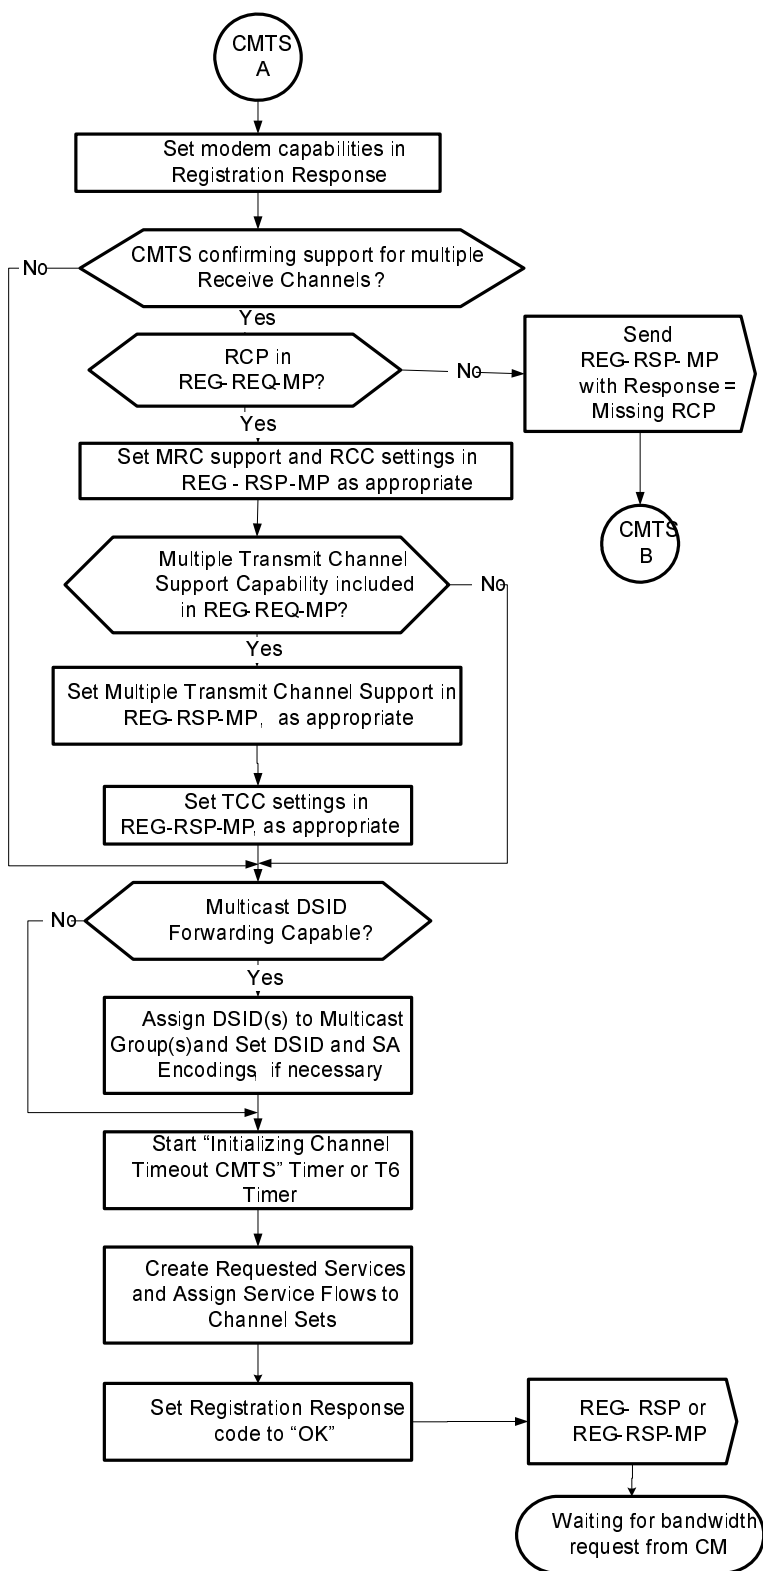 CMTS
A
Set modem capabilities in
Registration Response
CMTS confirming support for multiple
Receive Channels?
No
Yes
RCP in
REG-REQ-MP?
No
Send
REG-RSP-MP
with Response =
Missing RCP
Yes
Set MRC support and RCC settings in
REG - RSP-MP as appropriate
CMTS
B
Multiple Transmit Channel
Support Capability included
in REG-REQ-MP?
No
Yes
Set Multiple Transmit Channel Support in
REG-RSP-MP, as appropriate
Set TCC settings in
REG-RSP-MP, as appropriate
Multicast DSID
Forwarding Capable?
No
Yes
Assign DSID(s) to Multicast
Group(s)and Set DSID and SA
Encodings, if necessary
Start “Initializing Channel
Timeout CMTS” Timer or T6
Timer
Create Requested Services
and Assign Service Flows to
Channel Sets
Set Registration Response
code to “OK”
REG- RSP or
REG-RSP-MP
Waiting for bandwidth
request from CM